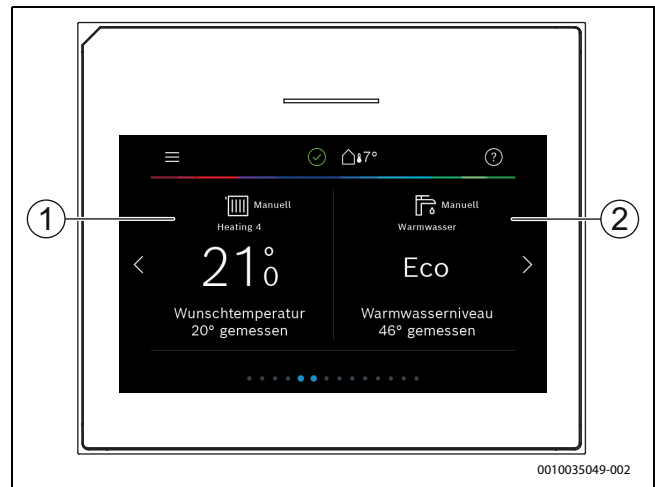 7°
?
Manuell
Heating 4
21°0
Wunschtemperatur
20° gemessen
Manuell
Warmwasser
Eco
Warmwasserniveau
46° gemessen
1
2
0010035049-002